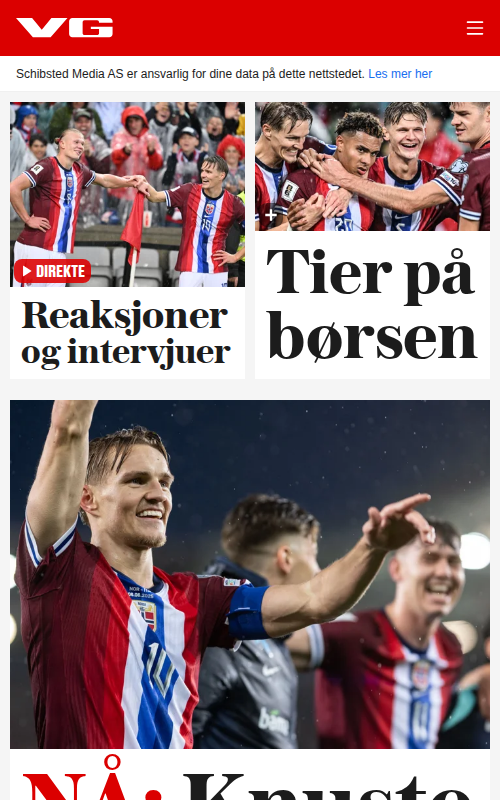 VG
Schibsted Media AS er ansvarlig for dine data på dette nettstedet. Les mer her
DIREKTE
Reaksjoner
og intervjuer
Tier på
børsen
14
NÅ: Knuste